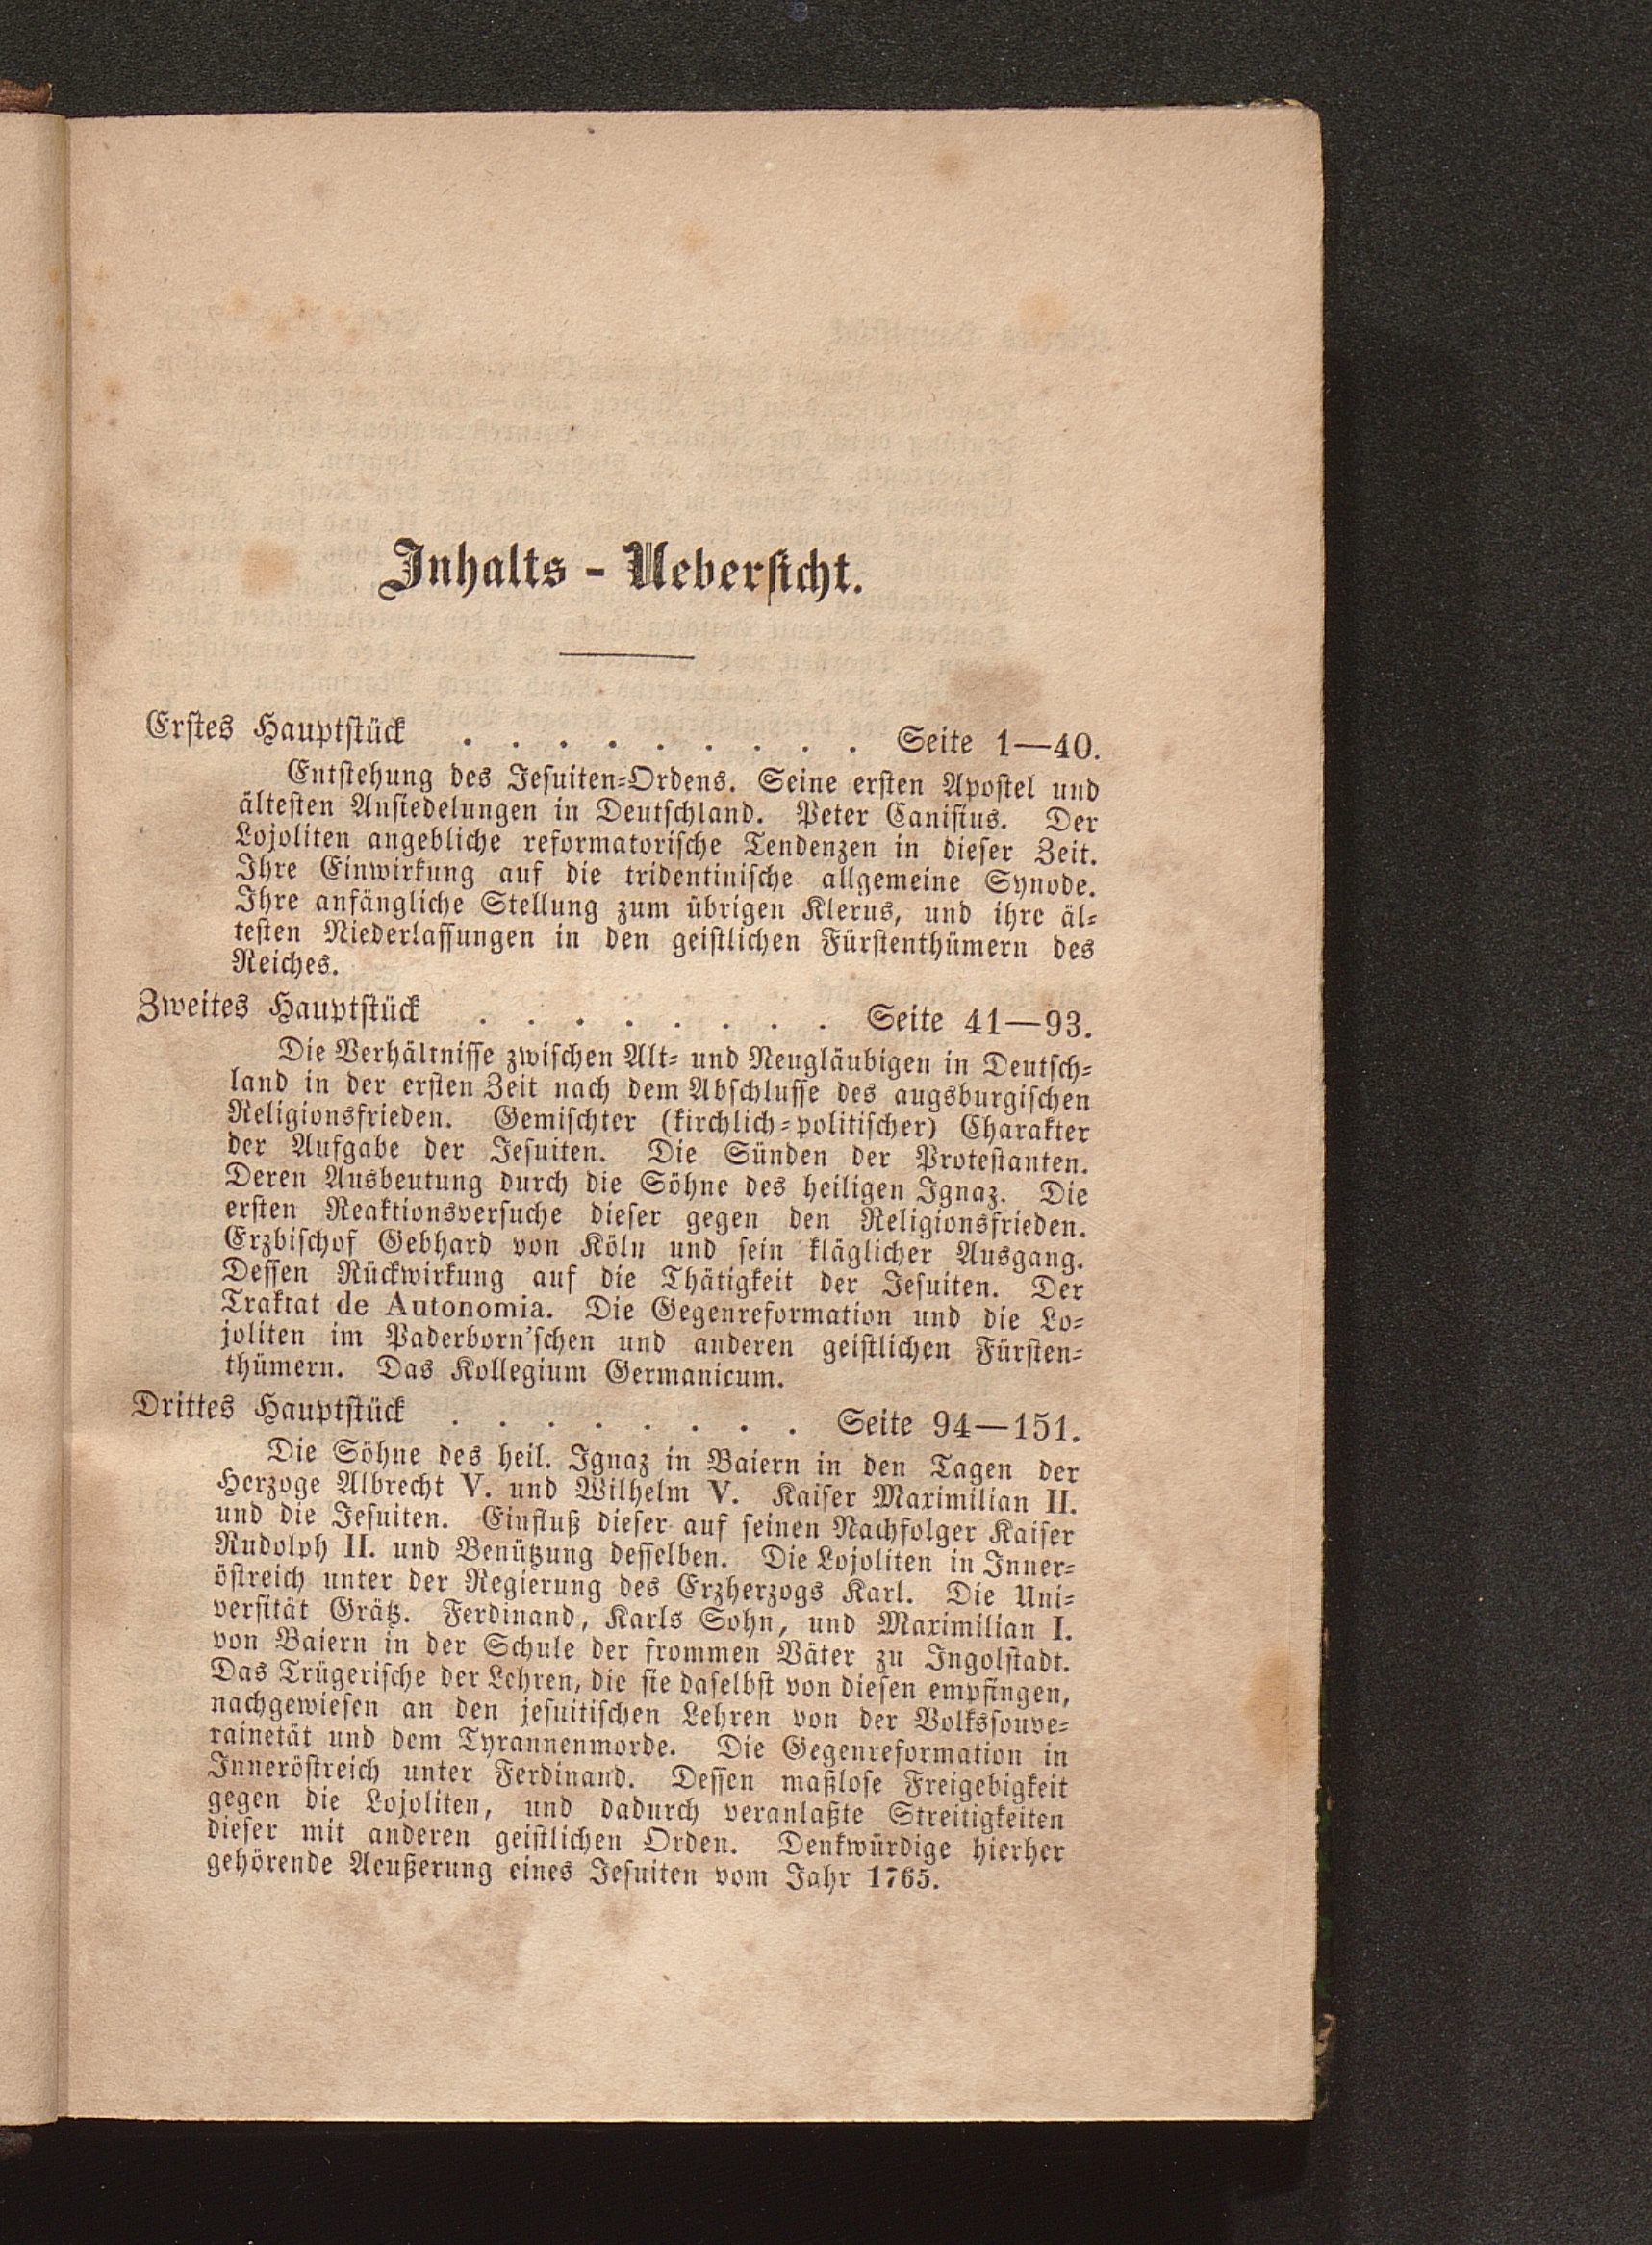 Inhalts - Uebersicht.
Erstes Hauptstück . . . . . . . . . Seite 1—40.
Entstehung des Jesuiten-Ordens. Seine ersten Apostel und
ältesten Ansiedelungen in Deutschland. Peter Canisius. Der
Lojoliten angebliche reformatorische Tendenzen in dieser Zeit.
Ihre Einwirkung auf die tridentinische allgemeine Synode.
Ihre anfängliche Stellung zum übrigen Klerus, und ihre äl-
testen Niederlassungen in den geistlichen Fürstenthümern des
Reiches.
Zweites Hauptstück . . . . . . . . Seite 41—93.
Die Verhältnisse zwischen Alt- und Neugläubigen in Deutsch-
land in der ersten Zeit nach dem Abschlusse des augsburgischen
Religionsfrieden. Gemischter (kirchlich-politischer) Charakter
der Aufgabe der Jesuiten. Die Sünden der Protestanten.
Deren Ausbeutung durch die Söhne des heiligen Ignaz. Die
ersten Reaktionsversuche dieser gegen den Religionsfrieden.
Erzbischof Gebhard von Köln und sein kläglicher Ausgang.
Dessen Rückwirkung auf die Thätigkeit der Jesuiten. Der
Traktat de Autonomia. Die Gegenreformation und die Lo-
joliten im Paderborn'schen und anderen geistlichen Fürsten-
thümern. Das Kollegium Germanicum.
Drittes Hauptstück . . . . . . . . Seite 94—151.
Die Söhne des heil. Ignaz in Baiern in den Tagen der
Herzoge Albrecht V. und Wilhelm V. Kaiser Maximilian II.
und die Jesuiten. Einfluß dieser auf seinen Nachfolger Kaiser
Rudolph II. und Benützung desselben. Die Lojoliten in Inner-
östreich unter der Regierung des Erzherzogs Karl. Die Uni-
versität Grätz. Ferdinand, Karls Sohn, und Maximilian I.
von Baiern in der Schule der frommen Väter zu Ingolstadt.
Das Trügerische der Lehren, die sie daselbst von diesen empfingen,
nachgewiesen an den jesuitischen Lehren von der Volkssouve-
rainetät und dem Tyrannenmorde. Die Gegenreformation in
Inneröstreich unter Ferdinand. Dessen maßlose Freigebigkeit
gegen die Lojoliten, und dadurch veranlaßte Streitigkeiten
dieser mit anderen geistlichen Orden. Denkwürdige hierher
gehörende Aeußerung eines Jesuiten vom Jahr 1765.